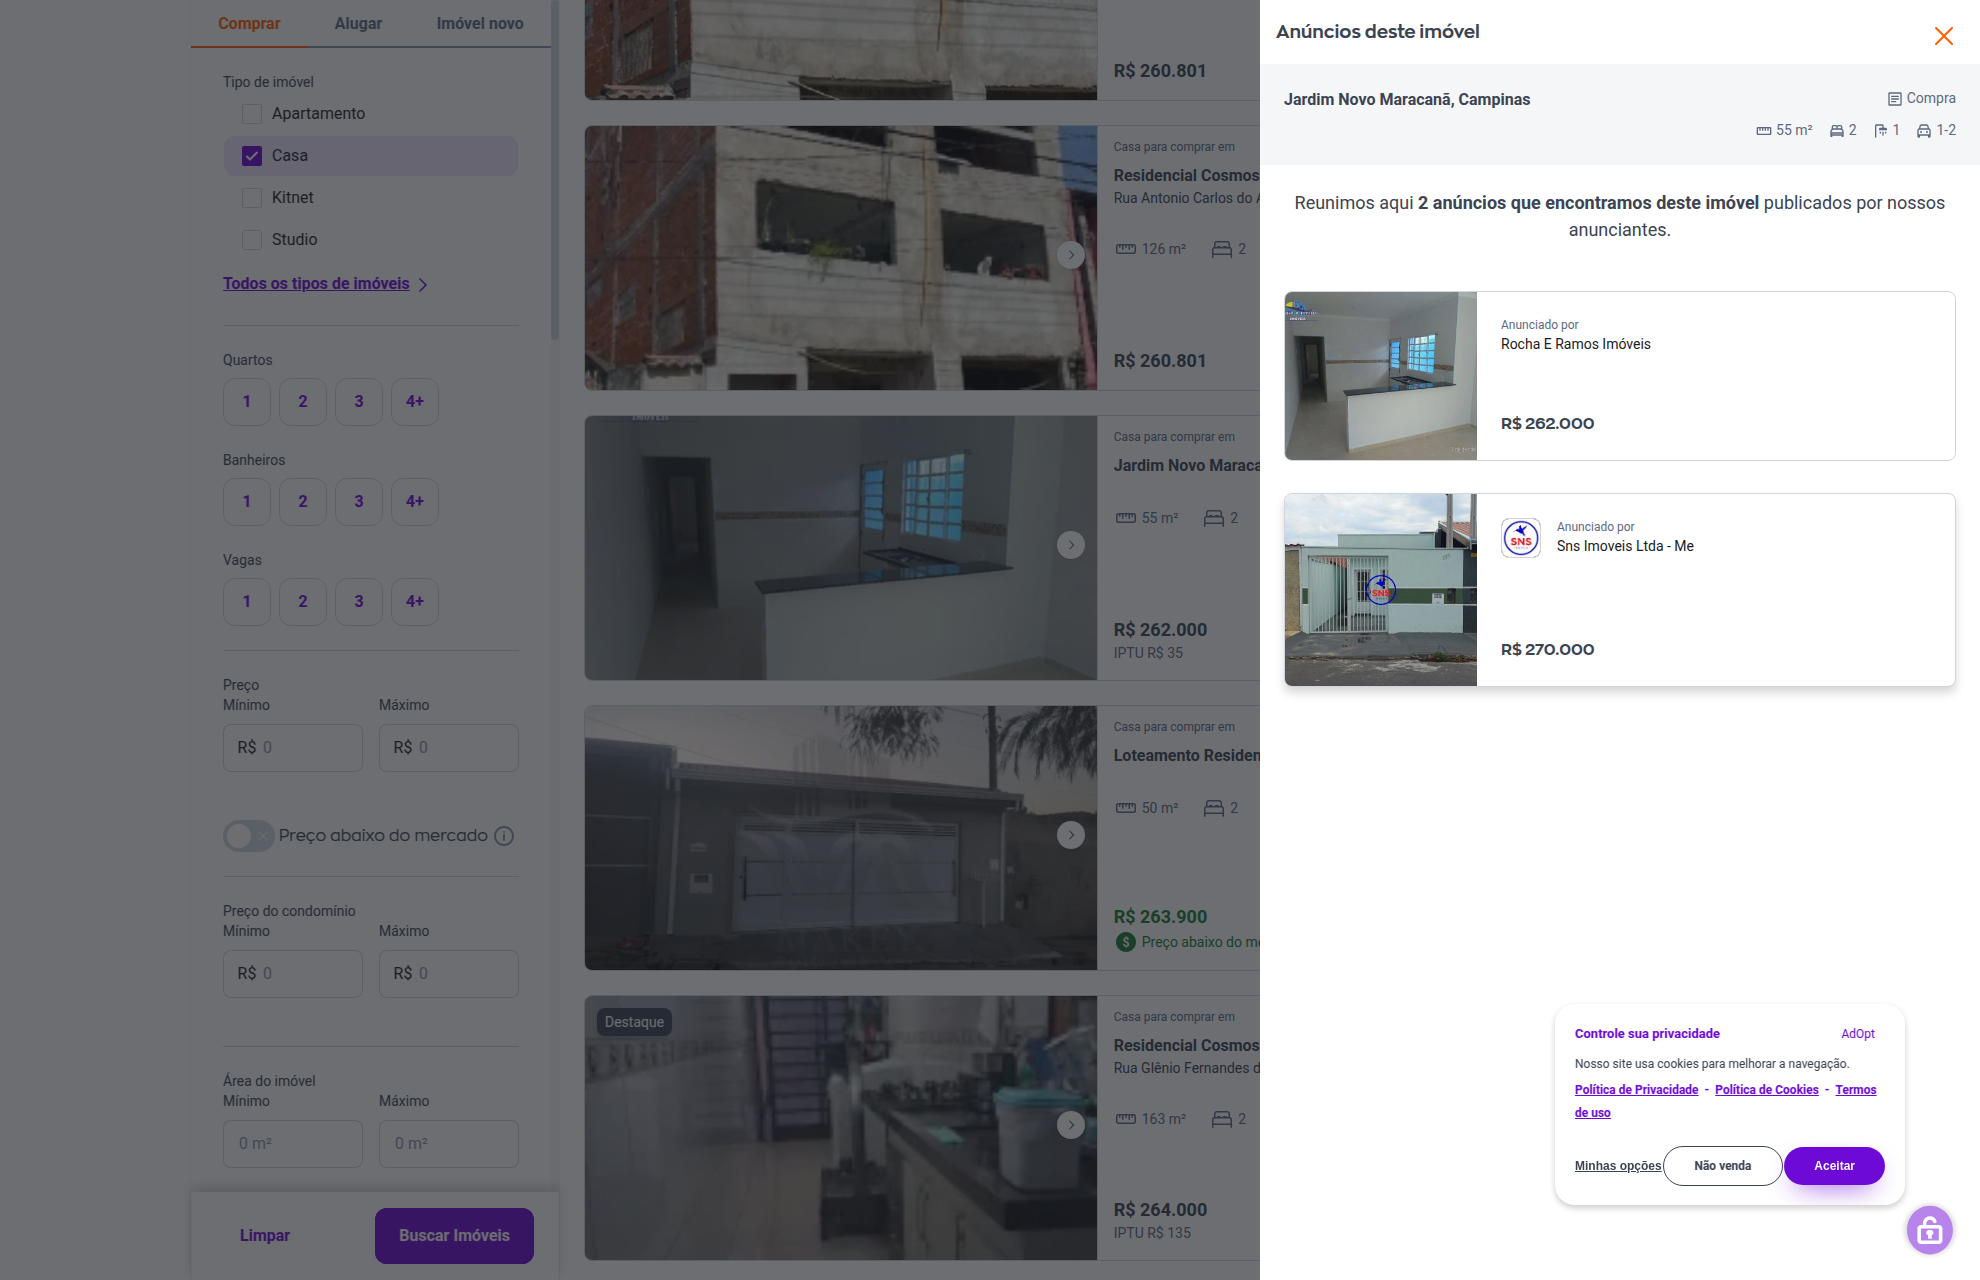 Comprar
Alugar
Imóvel novo
Tipo de imóvel
Apartamento
Casa
Kitnet
Studio
Todos os tipos de imóveis
Quartos
1
2
3
4+
Banheiros
1
2
3
4+
Vagas
1
2
3
4+
Preço
Mínimo
Máximo
R$ 0
R$ 0
Preço abaixo do mercado
Preço do condomínio
Mínimo
Máximo
R$ 0
R$ 0
Área do imóvel
Mínimo
Máximo
0 m²
0 m²
Limpar
Buscar Imóveis
R$ 260.801
Casa para comprar em
Residencial Cosmos
Rua Antonio Carlos do
126 m²
2
R$ 260.801
Casa para comprar em
Jardim Novo Maraca
55 m²
2
R$ 262.000
IPTU R$ 35
Casa para comprar em
Loteamento Residen
50 m²
2
R$ 263.900
$ Preço abaixo do me
Destaque
Casa para comprar em
Residencial Cosmos
Rua Glênio Fernandes d
163 m²
2
R$ 264.000
IPTU R$ 135
Anúncios deste imóvel
Jardim Novo Maracanã, Campinas
Compra
55 m²
2
1
1-2
Reunimos aqui 2 anúncios que encontramos deste imóvel publicados por nossos
anunciantes.
Anunciado por
Rocha E Ramos Imóveis
R$ 262.000
SNS
Anunciado por
Sns Imoveis Ltda - Me
SNS
R$ 270.000
Controle sua privacidade
AdOpt
Nosso site usa cookies para melhorar a navegação.
Política de Privacidade - Política de Cookies - Termos
de uso
Minhas opções
Não venda
Aceitar